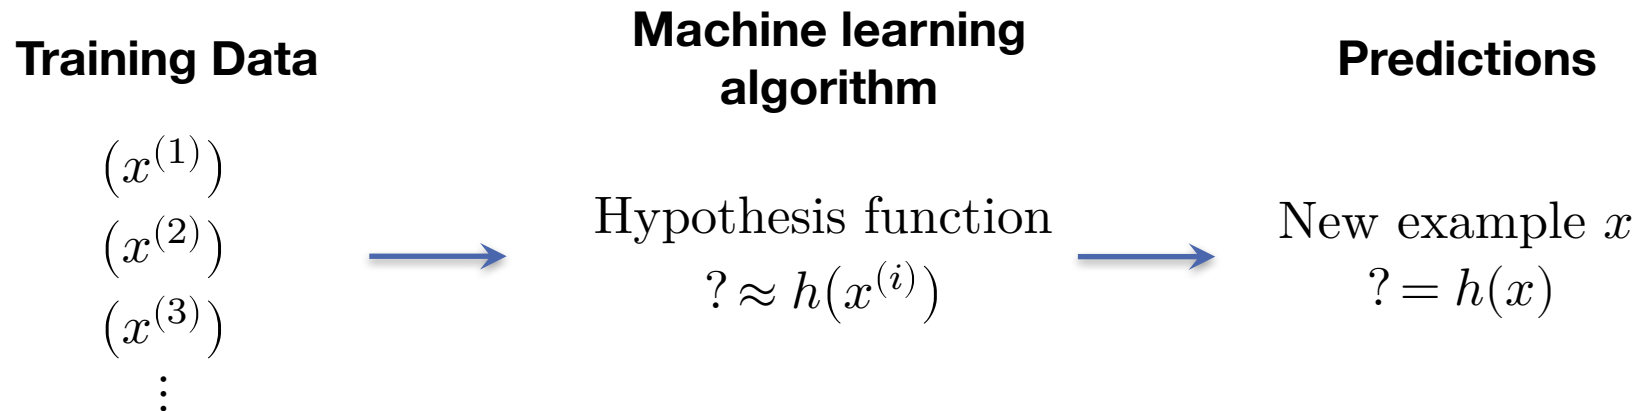 Training Data
(x^{(1)})
(x^{(2)})
(x^{(3)})
⋮
Machine learning
algorithm
Hypothesis function
? ≈ h(x^{(i)})
Predictions
New example x
? = h(x)